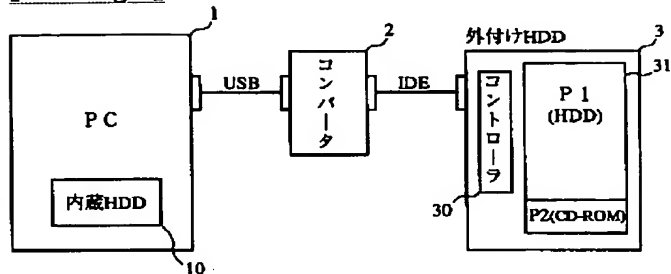 1
2
外付けHDD
3
31
PC
USB
コンバータ
IDE
コントローラ
P1
(HDD)
内蔵HDD
30
P2(CD-ROM)
10